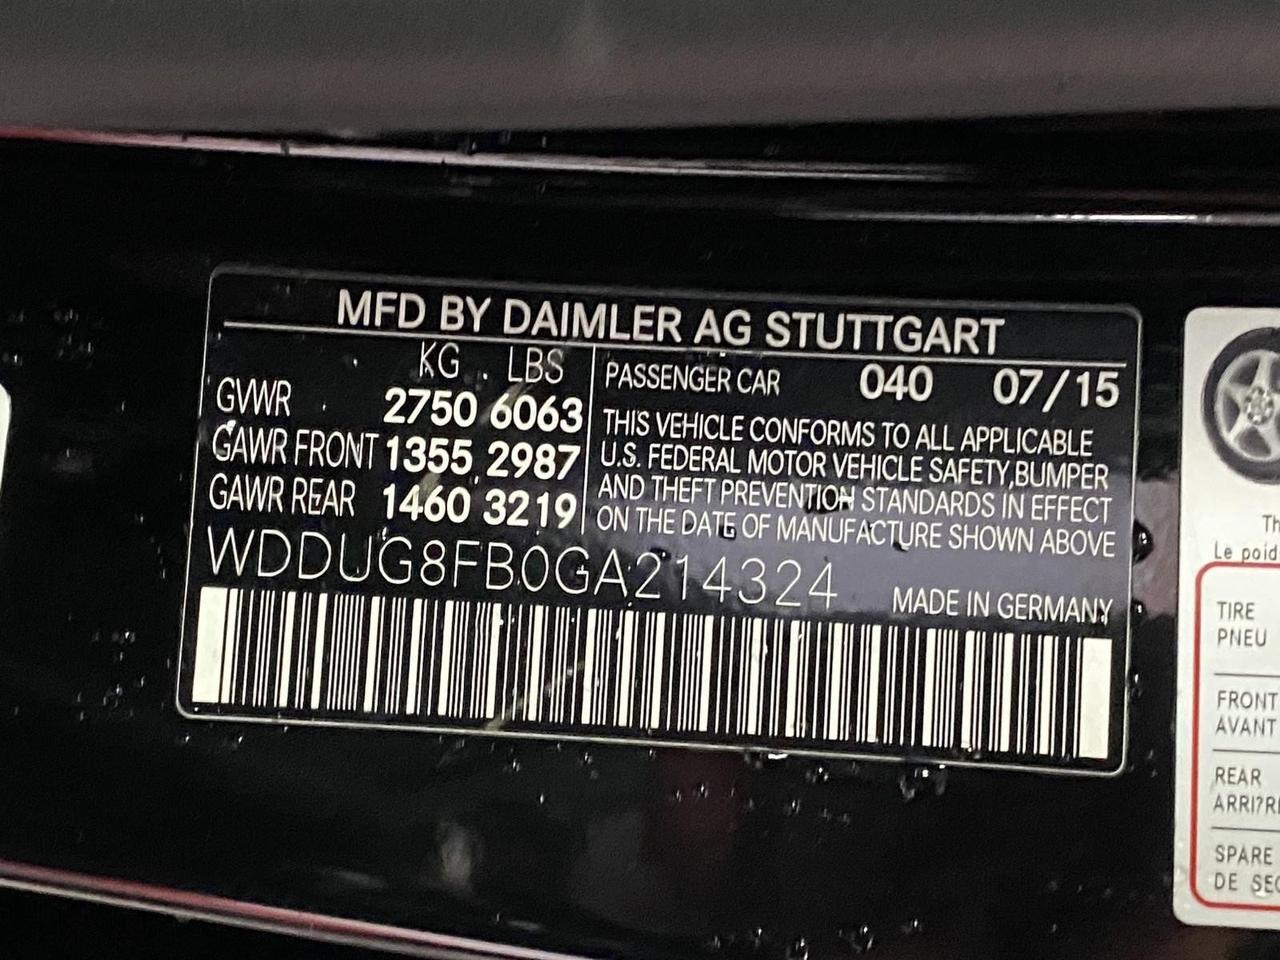 MFD BY DAIMLER AG STUTTGART
KG LBS
GVWR 2750 6063
GAWR FRONT 1355 2987
GAWR REAR 1460 3219
PASSENGER CAR 040 07/15
THIS VEHICLE CONFORMS TO ALL APPLICABLE
U.S. FEDERAL MOTOR VEHICLE SAFETY,BUMPER
AND THEFT PREVENTION STANDARDS IN EFFECT
ON THE DATE OF MANUFACTURE SHOWN ABOVE
WDDUG8FB0GA214324
MADE IN GERMANY
Le
TIRE
PNEU
FRONT
AVANT
REAR
SPARE
DE